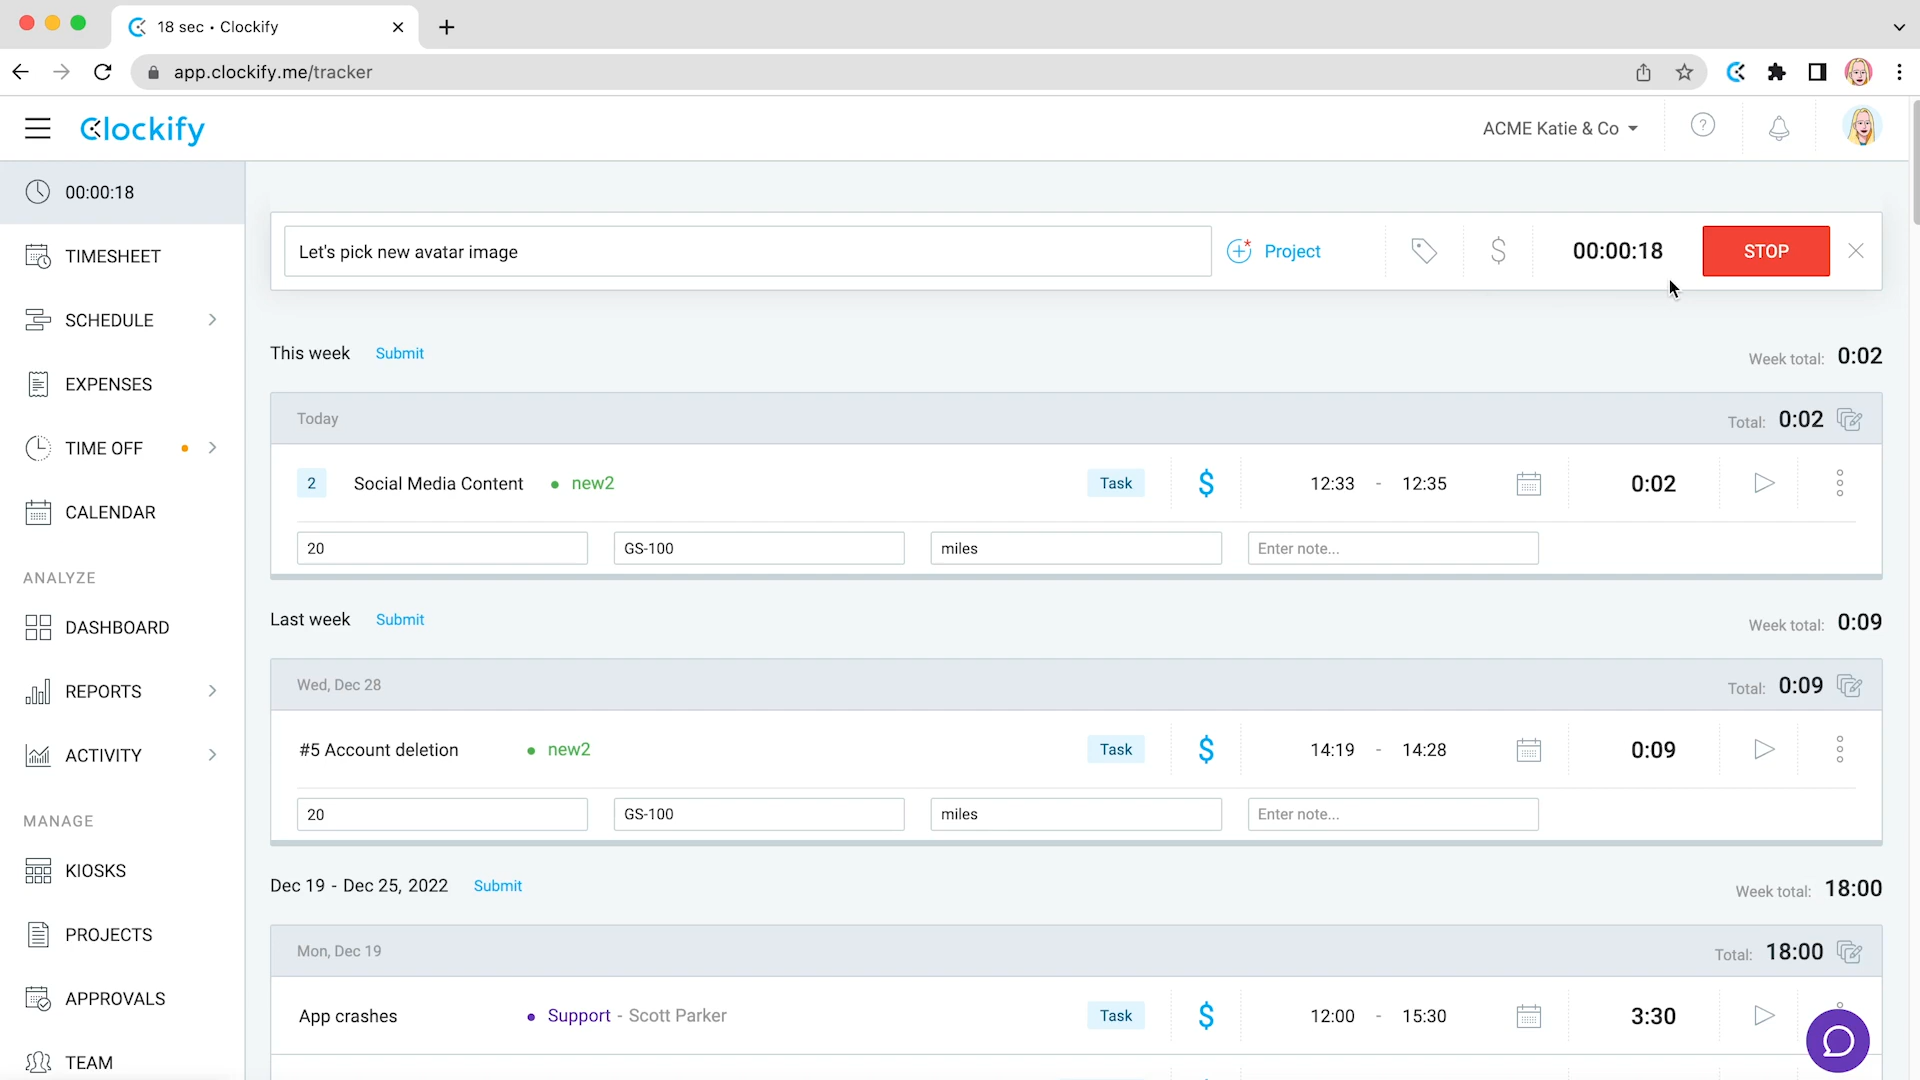 18 sec • Clockify
app.clockify.me/tracker
Clockify
ACME Katie & Co
00:00:18
TIMESHEET
SCHEDULE
EXPENSES
TIME OFF
CALENDAR
ANALYZE
DASHBOARD
REPORTS
ACTIVITY
MANAGE
KIOSKS
PROJECTS
APPROVALS
TEAM
Let's pick new avatar image
Project
00:00:18
STOP
This week Submit Week total: 0:02
Today Total: 0:02
2 Social Media Content • new2 Task $ 12:33 - 12:35 0:02
20 GS-100 miles Enter note...
Last week Submit Week total: 0:09
Wed, Dec 28 Total: 0:09
#5 Account deletion • new2 Task $ 14:19 - 14:28 0:09
20 GS-100 miles Enter note...
Dec 19 - Dec 25, 2022 Submit Week total: 18:00
Mon, Dec 19 Total: 18:00
App crashes • Support - Scott Parker Task $ 12:00 - 15:30 3:30